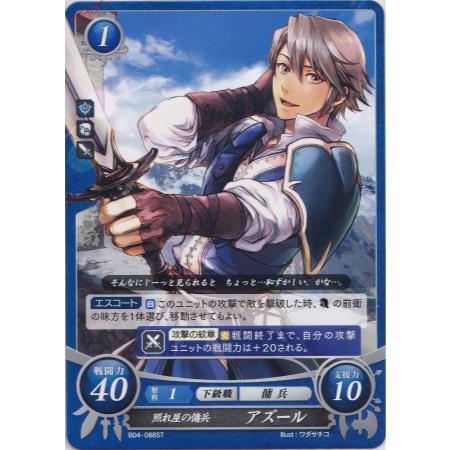 1
そんなにじーっと見られると ちょっと…恥ずかしい、かな…。
エスコート 自 このユニットの攻撃で敵を撃破した時、の前衛
の味方を1体選び、移動させてもよい。
攻撃の紋章 支 戦闘終了まで、自分の攻撃
ユニットの戦闘力は+20される。
戦闘力
40
射程
1
下級職
傭兵
支援力
10
照れ屋の傭兵 アズール
B04-088ST
Illust：ワダサチコ